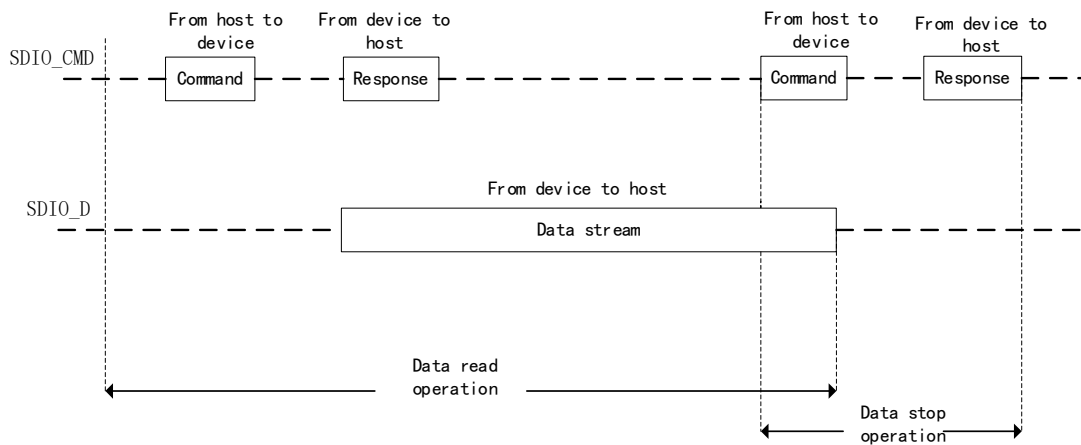 From host to
device
From device to
host
From host to
device
From device to
host
SDIO_CMD
Command
Response
Command
Response
From device to host
SDIO_D
Data stream
Data read
operation
Data stop
operation